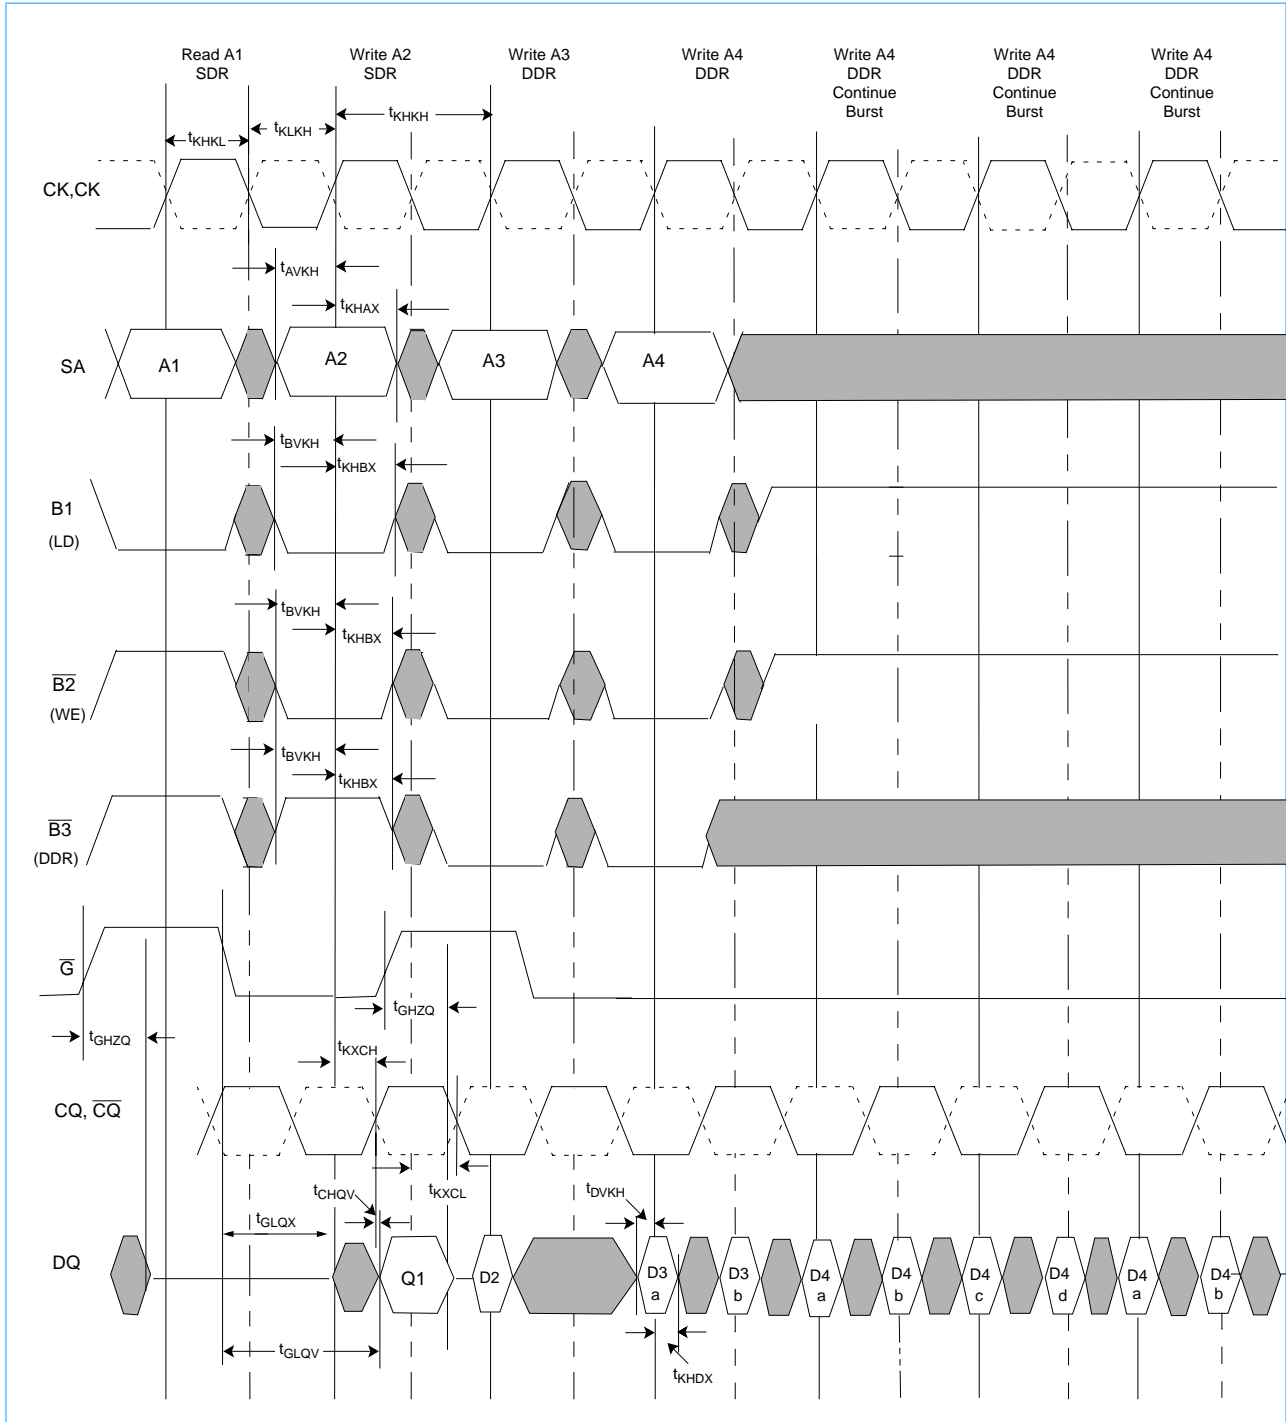 Read A1 Write A2 Write A3 Write A4 Write A4 Write A4 Write A4
SDR SDR DDR DDR DDR DDR DDR
Continue Continue Continue
Burst Burst Burst
tKHKL tKLKH tKHKH
CK,CK
tAVKH
tKHAX
SA A1 A2 A3 A4
tBVKH
tKHBX
B1
(LD)
tBVKH
tKHBX
B2
(WE)
tBVKH
tKHBX
B3
(DDR)
G
tGHZQ
tGHZQ
tKXCH
CQ, CQ
tCHQV tKXCL tDVKH
tGLQX
DQ Q1 D2 D3 a D3 b D4 a D4 b D4 c D4 d D4 a D4 b
tGLQV
tKHDX